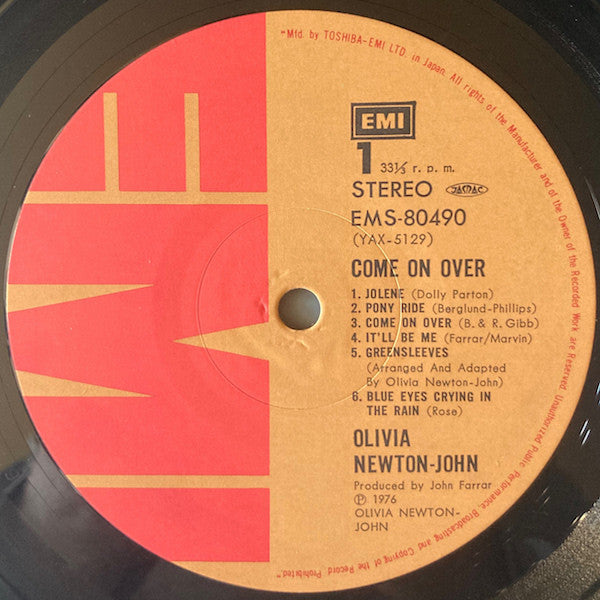 "Mfd. by TOSHIBA-EMI LTD. in Japan. All rights of the Manufacturer and of the Owner of the Recorded Work are Reserved. Unauthorized Public Performance, Broadcasting and Copying of the Record Prohibited."
EMI
EMI
1 33⅓ r. p. m.
STEREO JASRAC
EMS-80490
(YAX-5129)
COME ON OVER
1. JOLENE (Dolly Parton)
2. PONY RIDE (Berglund-Phillips)
3. COME ON OVER (B. & R. Gibb)
4. IT'LL BE ME (Farrar/Marvin)
5. GREENSLEEVES
(Arranged And Adapted
By Olivia Newton-John)
6. BLUE EYES CRYING IN
THE RAIN (Rose)
OLIVIA
NEWTON-JOHN
Produced by John Farrar
℗ 1976
OLIVIA NEWTON-
JOHN